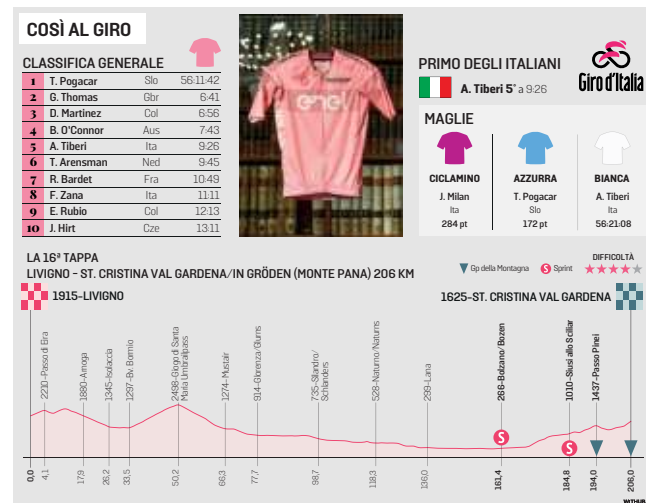 COSÌ AL GIRO
CLASSIFICA GENERALE
1 T. Pogacar Slo 56:11:42
2 G. Thomas Gbr 6:41
3 D. Martinez Col 6:56
4 B. O'Connor Aus 7:43
5 A. Tiberi Ita 9:26
6 T. Arensman Ned 9:45
7 R. Bardet Fra 10:49
8 F. Zana Ita 11:11
9 E. Rubio Col 12:13
10 J. Hirt Cze 13:11
enel
PRIMO DEGLI ITALIANI
A. Tiberi 5° a 9:26
Giro d'Italia
MAGLIE
CICLAMINO
J. Milan
Ita
284 pt
AZZURRA
T. Pogacar
Slo
172 pt
BIANCA
A. Tiberi
Ita
56:21:08
LA 16ª TAPPA
LIVIGNO - ST. CRISTINA VAL GARDENA/IN GRÖDEN (MONTE PANA) 206 KM
Gp della Montagna
S Sprint
DIFFICOLTÀ
1915-LIVIGNO
1625-ST. CRISTINA VAL GARDENA
2210-Passo di Eira
1880-Arnoga
1345-Isolaccia
1297-Bv. Bormio
2498-Giogo di Santa
Maria Umbrailpass
1274-Mustair
914-Glorenza/Glurns
735-Silandro/
Schlanders
528-Naturno/Naturns
299-Lana
266-Bolzano/Bozen
1010-Siusi allo Sciliar
1437-Passo Pinei
S
S
0,0
4,1
17,9
26,2
33,5
50,2
66,3
77,7
98,7
118,3
136,0
161,4
184,8
194,0
206,0
WITHUB